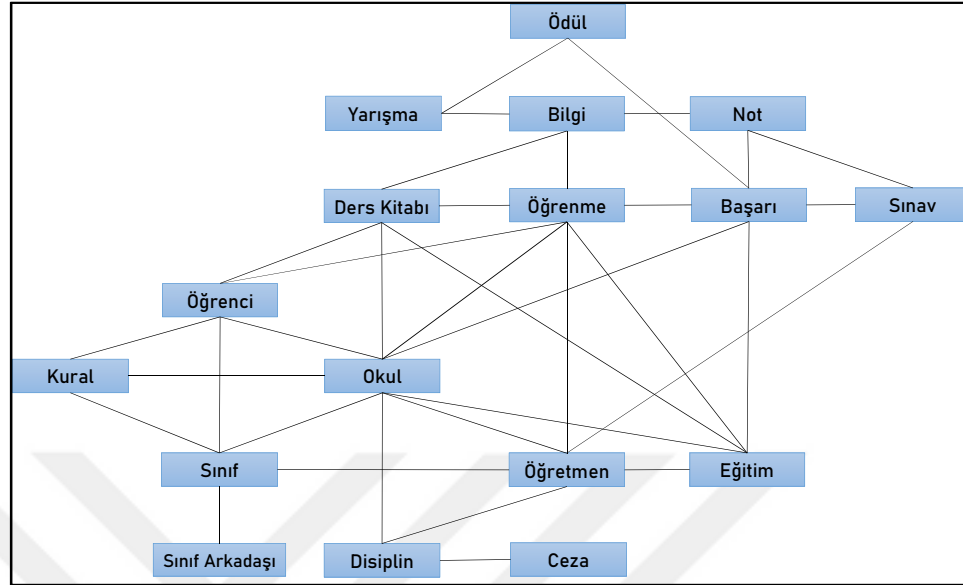 Ödül
Yarışma
Bilgi
Not
Ders Kitabı
Öğrenme
Başarı
Sınav
Öğrenci
Kural
Okul
Sınıf
Öğretmen
Eğitim
Sınıf Arkadaşı
Disiplin
Ceza